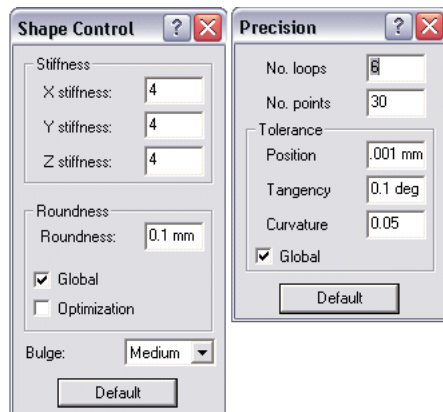 Shape Control
Stiffness
X stiffness: 4
Y stiffness: 4
Z stiffness: 4
Roundness
Roundness: 0.1 mm
Global
Optimization
Bulge: Medium
Default
Precision
No. loops 6
No. points 30
Tolerance
Position .001 mm
Tangency 0.1 deg
Curvature 0.05
Global
Default